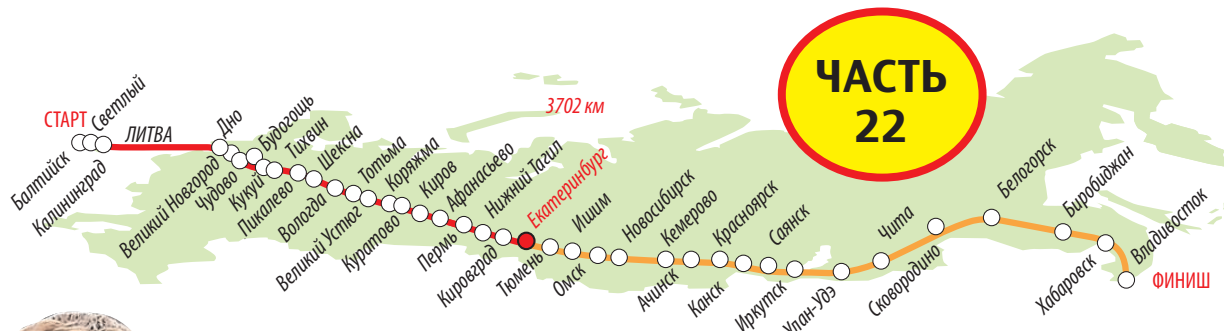 ЧАСТЬ
22
3702 км
СТАРТ
Балтийск
Светлый
Калининград
ЛИТВА
Дно
Великий Новгород
Чудово
Будогощь
Кукуй
Тихвин
Пикалево
Шексна
Вологда
Тотьма
Великий Устюг
Коряжма
Куратово
Киров
Афанасьево
Пермь
Нижний Тагил
Кировград
Екатеринбург
Тюмень
Ишим
Омск
Новосибирск
Кемерово
Ачинск
Красноярск
Канск
Саянск
Иркутск
Улан-Удэ
Чита
Сковородино
Белогорск
Биробиджан
Хабаровск
Владивосток
ФИНИШ